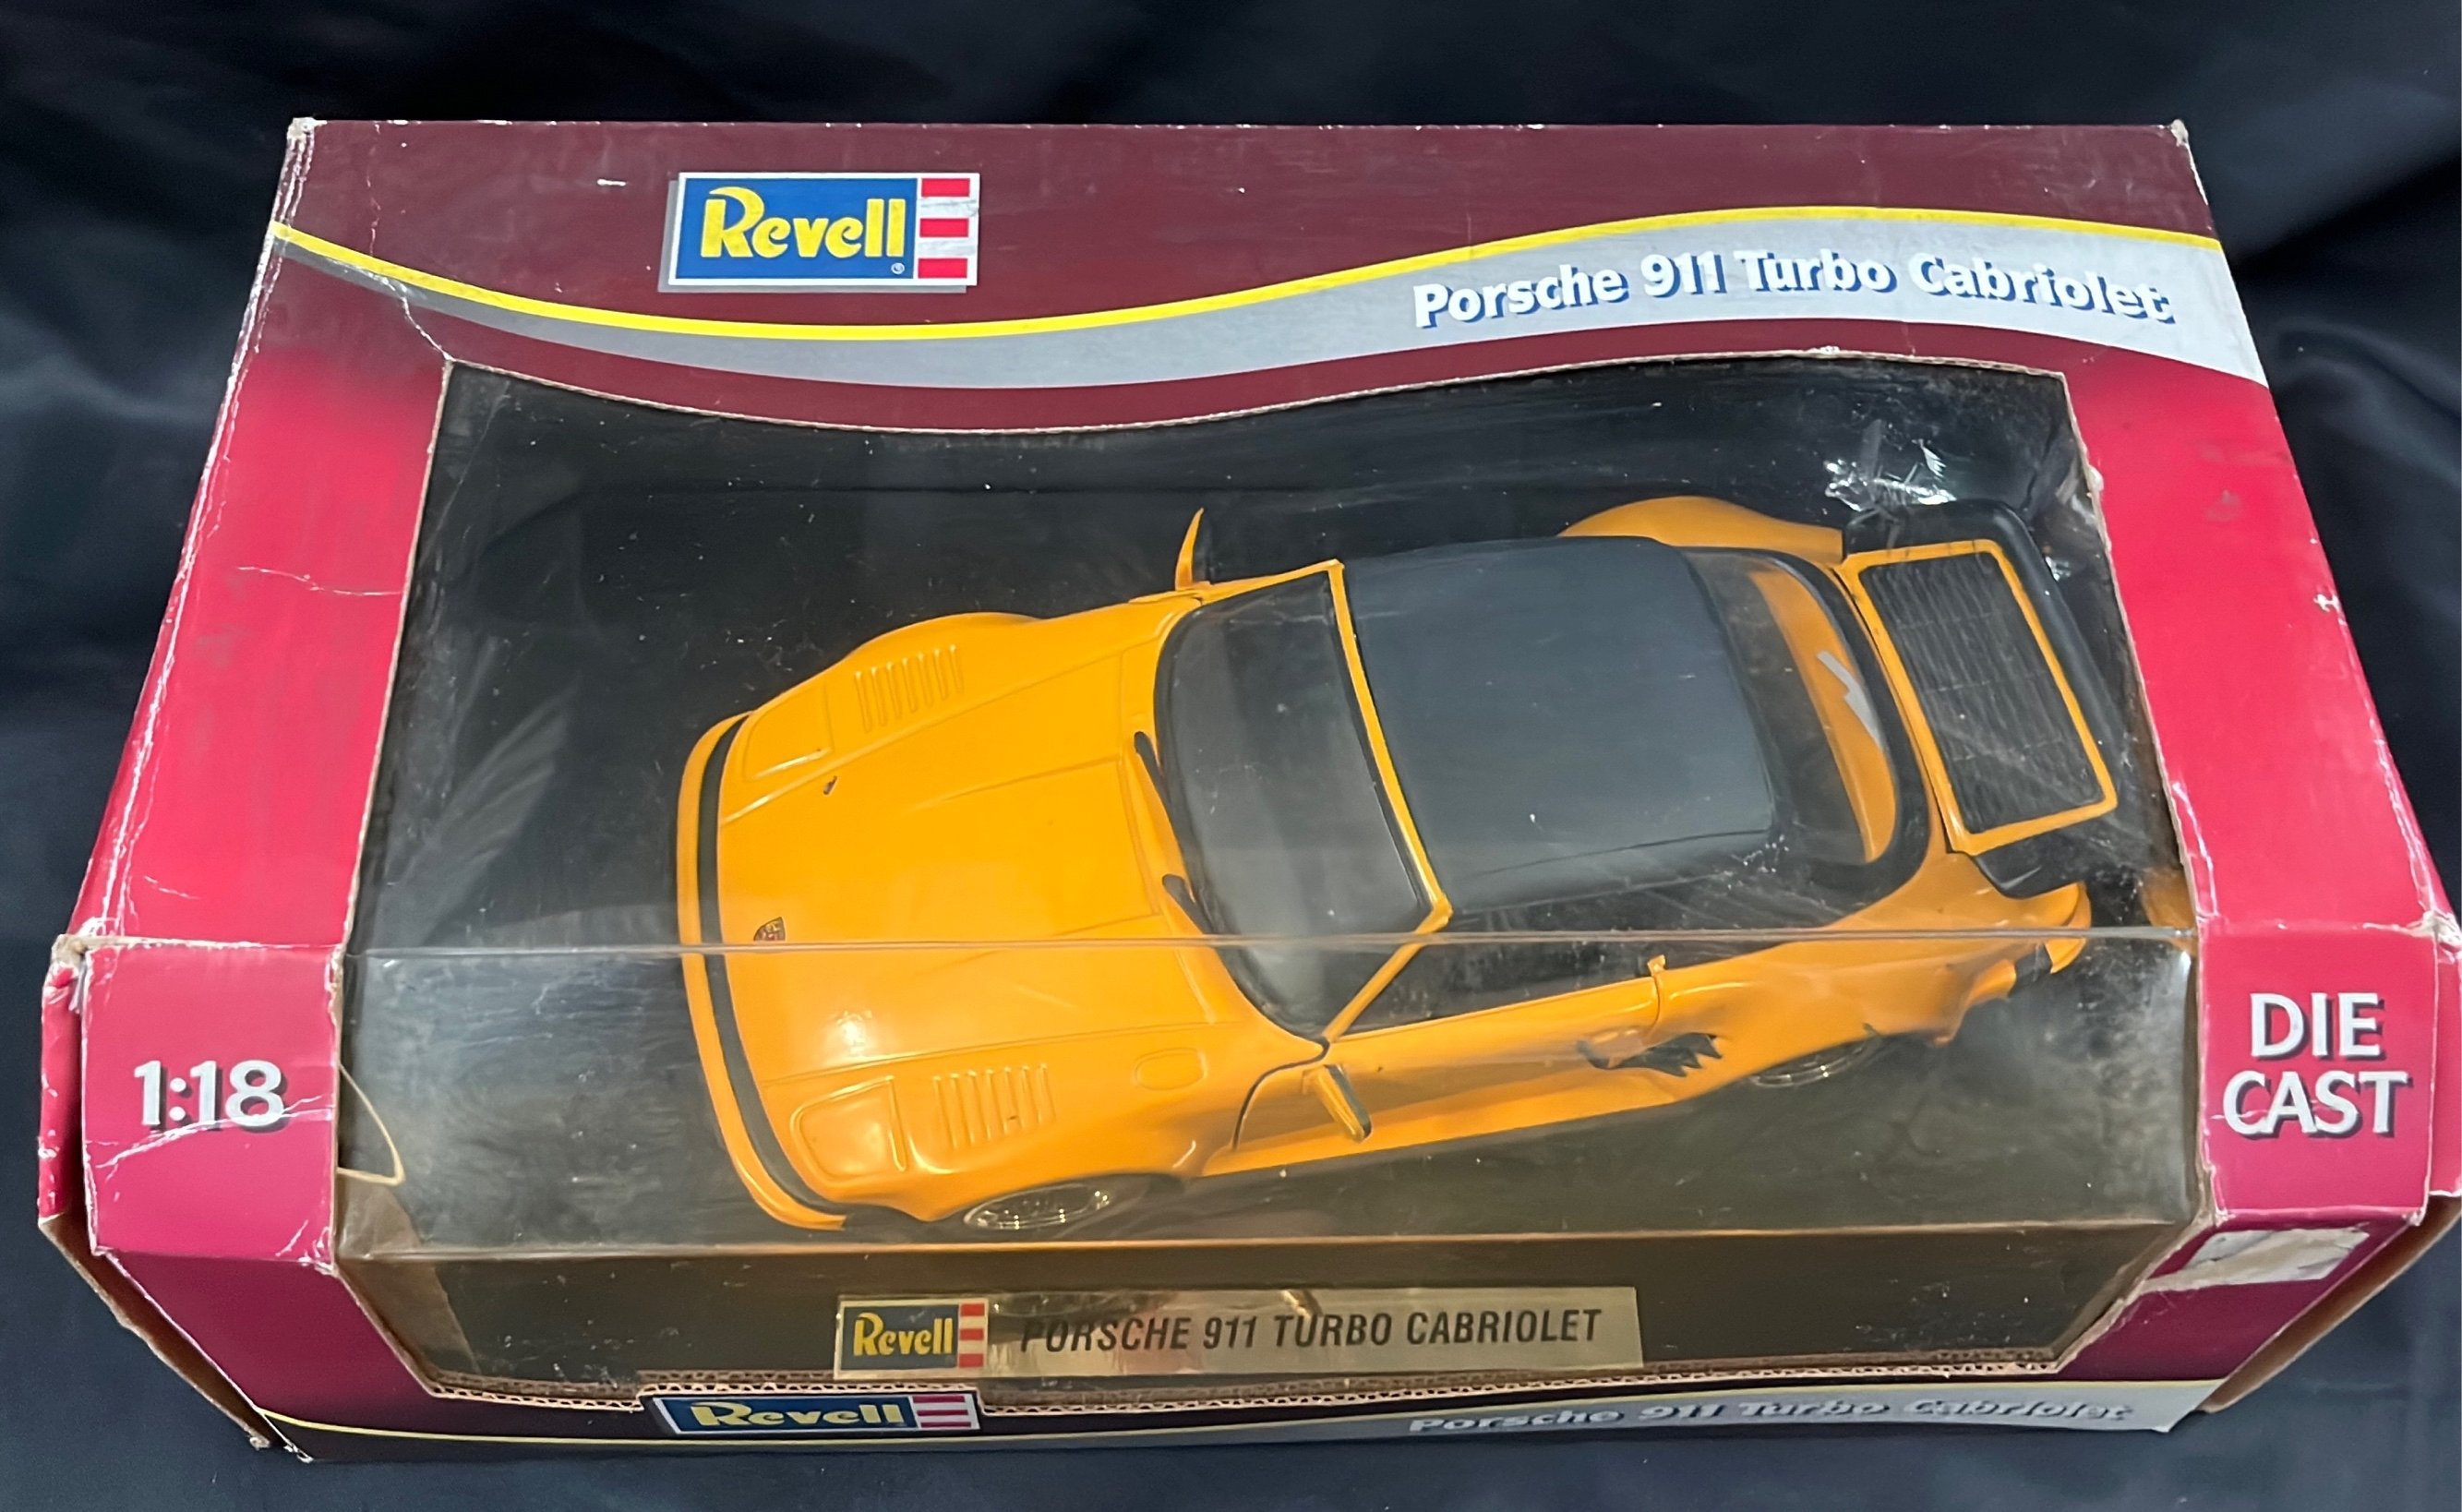 Revell
Porsche 911 Turbo Cabriolet
1:18
DIE
CAST
Revell PORSCHE 911 TURBO CABRIOLET
Revell
Porsche 911 Turbo Cabriolet